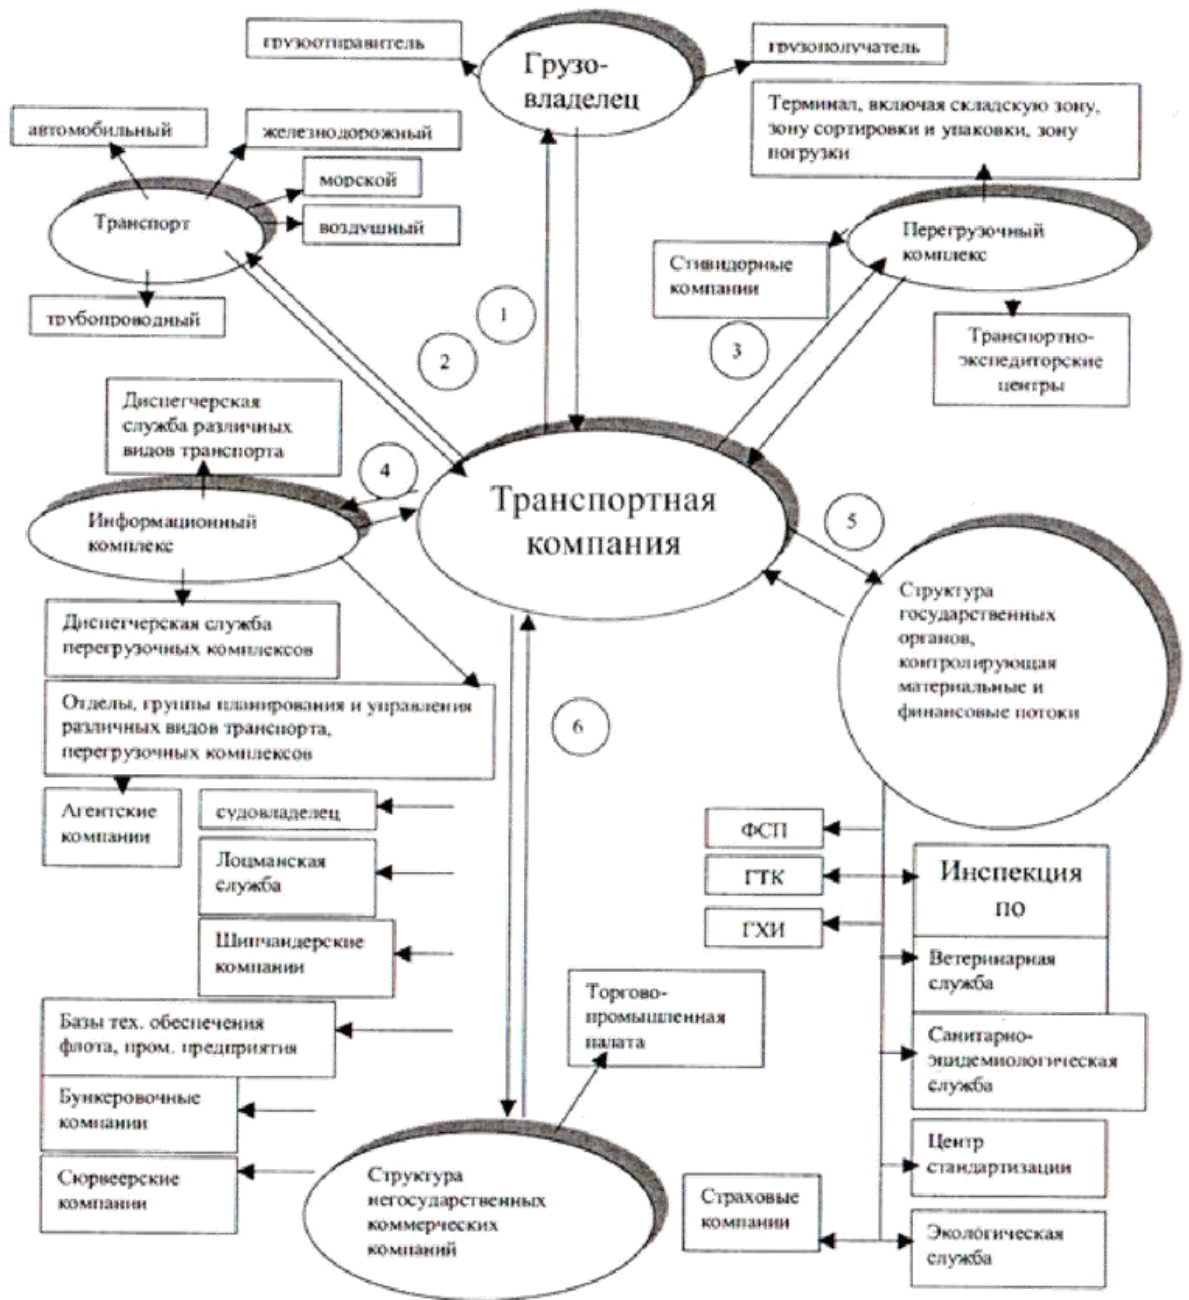 грузоотправитель
Грузо-
владелец
грузополучатель
автомобильный
железнодорожный
морской
воздушный
Транспорт
трубопроводный
Терминал, включая складскую зону,
зону сортировки и упаковки, зону
погрузки
Перегрузочный
комплекс
Стивидорные
компании
Транспортно-
экспедиторские
центры
1
2
3
Диспетчерская
служба различных
видов транспорта
4
Информационный
комплекс
Транспортная
компания
5
Структура
государственных
органов,
контролирующая
материальные и
финансовые потоки
Диспетчерская служба
перегрузочных комплексов
Отделы, группы планирования и управления
различных видов транспорта,
перегрузочных комплексов
6
Агентские
компании
судовладелец
Лоцманская
служба
Шипчандерские
компании
Базы тех. обеспечения
флота, пром. предприятия
Бункеровочные
компании
Сюрвеерские
компании
Торгово-
промышленная
палата
Структура
негосударственных
коммерческих
компаний
ФСП
ГТК
ГХИ
Инспекция
по
Ветеринарная
служба
Санитарно-
эпидемиологическая
служба
Центр
стандартизации
Страховые
компании
Экологическая
служба